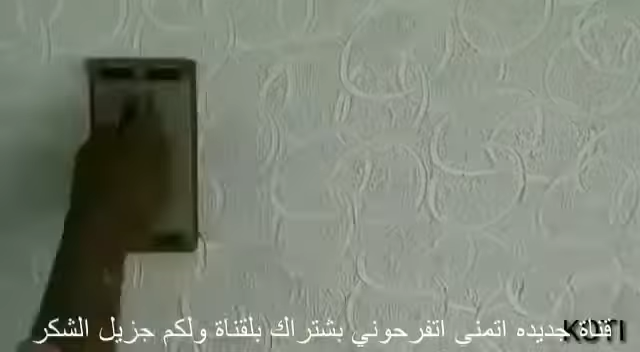 قناة جديده اتمنى اتفرحوني بشتراك بلقناة ولكم جزيل الشكر